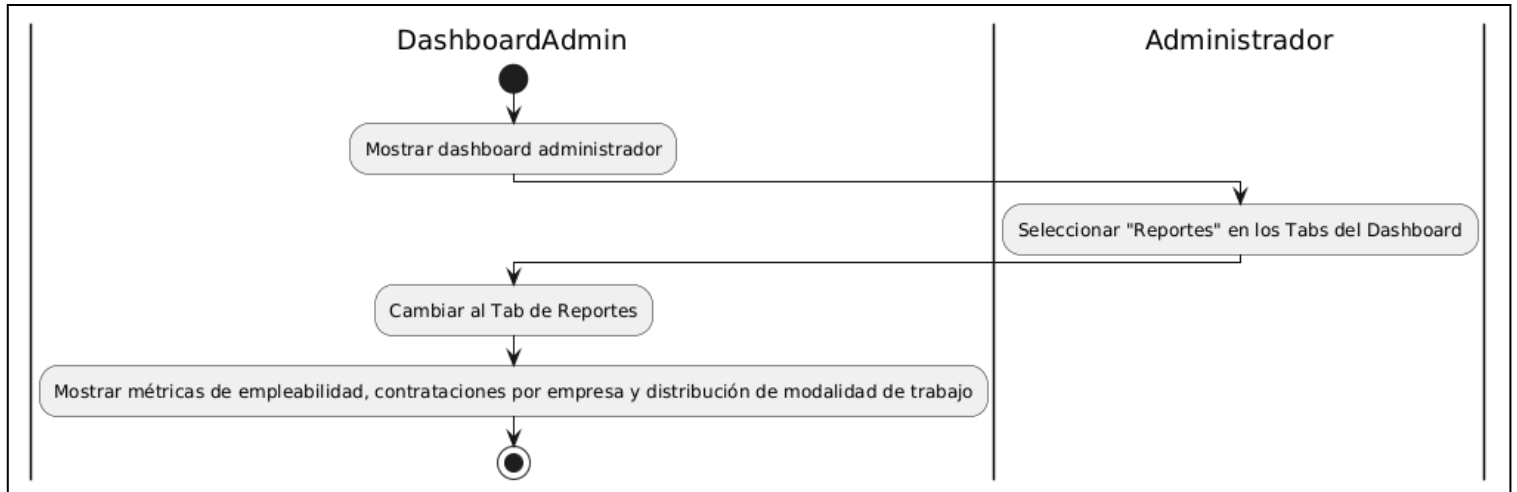 DashboardAdmin
Administrador
Mostrar dashboard administrador
Seleccionar "Reportes" en los Tabs del Dashboard
Cambiar al Tab de Reportes
Mostrar métricas de empleabilidad, contrataciones por empresa y distribución de modalidad de trabajo